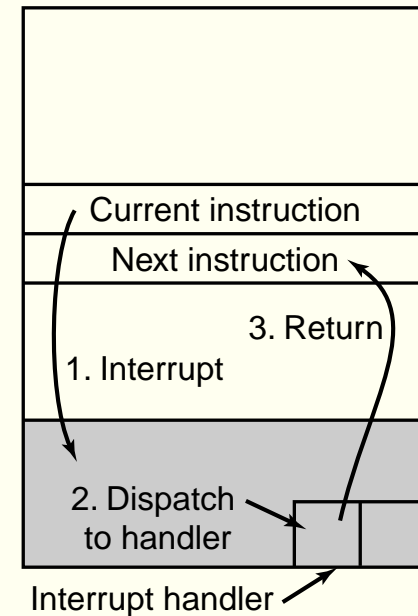 Current instruction
Next instruction
3. Return
1. Interrupt
2. Dispatch
to handler
Interrupt handler